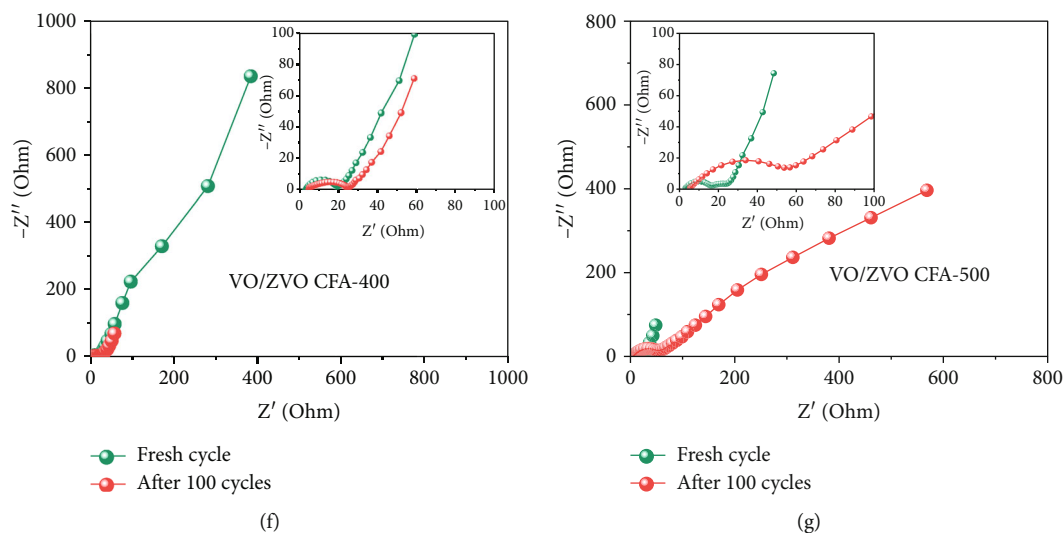 1000
800
600
400
200
0
−Z″ (Ohm)
0 200 400 600 800 1000
Z′ (Ohm)
100
80
60
40
20
0
−Z″ (Ohm)
0 20 40 60 80 100
Z′ (Ohm)
VO/ZVO CFA-400
Fresh cycle
After 100 cycles
(f)
800
600
400
200
0
−Z″ (Ohm)
0 200 400 600 800
Z′ (Ohm)
100
80
60
40
20
0
−Z″ (Ohm)
0 20 40 60 80 100
Z′ (Ohm)
VO/ZVO CFA-500
Fresh cycle
After 100 cycles
(g)